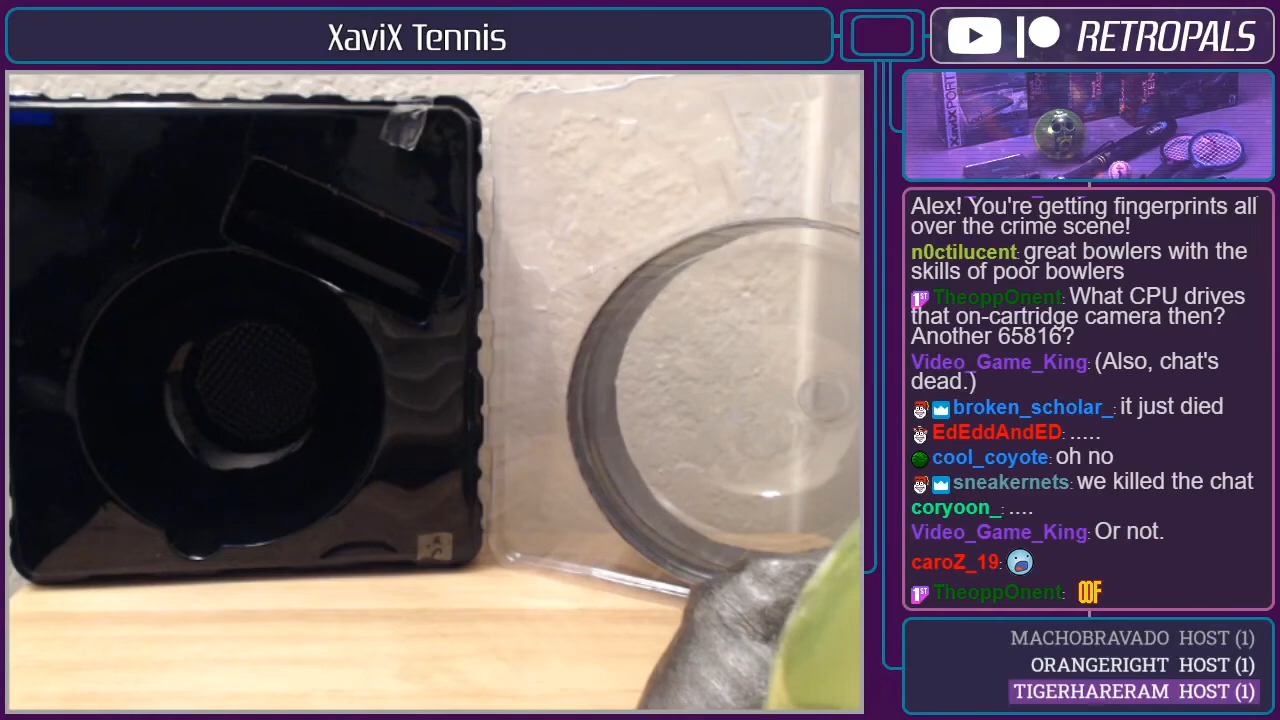 XaviX Tennis
RETROPALS
Alex! You're getting fingerprints all
over the crime scene!
n0ctilucent: great bowlers with the
skills of poor bowlers
1ST TheoppOnent: What CPU drives
that on-cartridge camera then?
Another 65816?
Video_Game_King: (Also, chat's
dead.)
broken_scholar_: it just died
EdEddAndED: .....
cool_coyote: oh no
sneakernets: we killed the chat
coryoon_: ....
Video_Game_King: Or not.
caroZ_19:
1ST TheoppOnent: OOF
MACHOBRAVADO HOST (1)
ORANGERIGHT HOST (1)
TIGERHARERAM HOST (1)